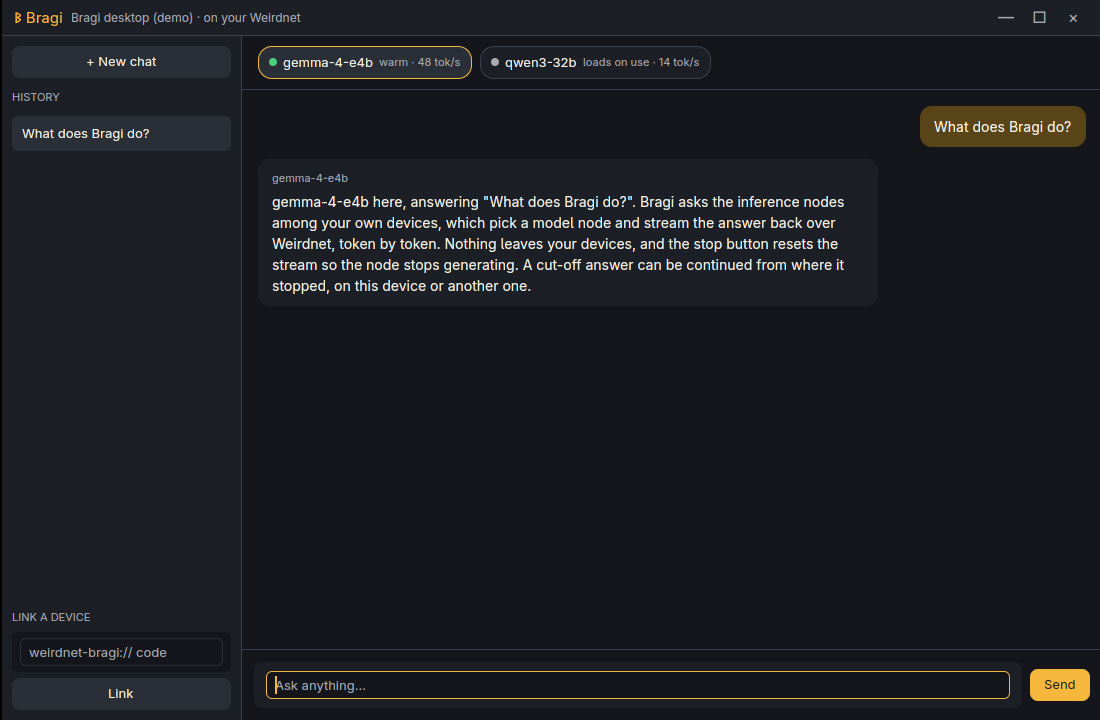 Bragi Bragi desktop (demo) · on your Weirdnet
+ New chat
HISTORY
What does Bragi do?
gemma-4-e4b warm · 48 tok/s
qwen3-32b loads on use · 14 tok/s
What does Bragi do?
gemma-4-e4b
gemma-4-e4b here, answering "What does Bragi do?". Bragi asks the inference nodes
among your own devices, which pick a model node and stream the answer back over
Weirdnet, token by token. Nothing leaves your devices, and the stop button resets the
stream so the node stops generating. A cut-off answer can be continued from where it
stopped, on this device or another one.
LINK A DEVICE
weirdnet-bragi:// code
Link
Ask anything...
Send